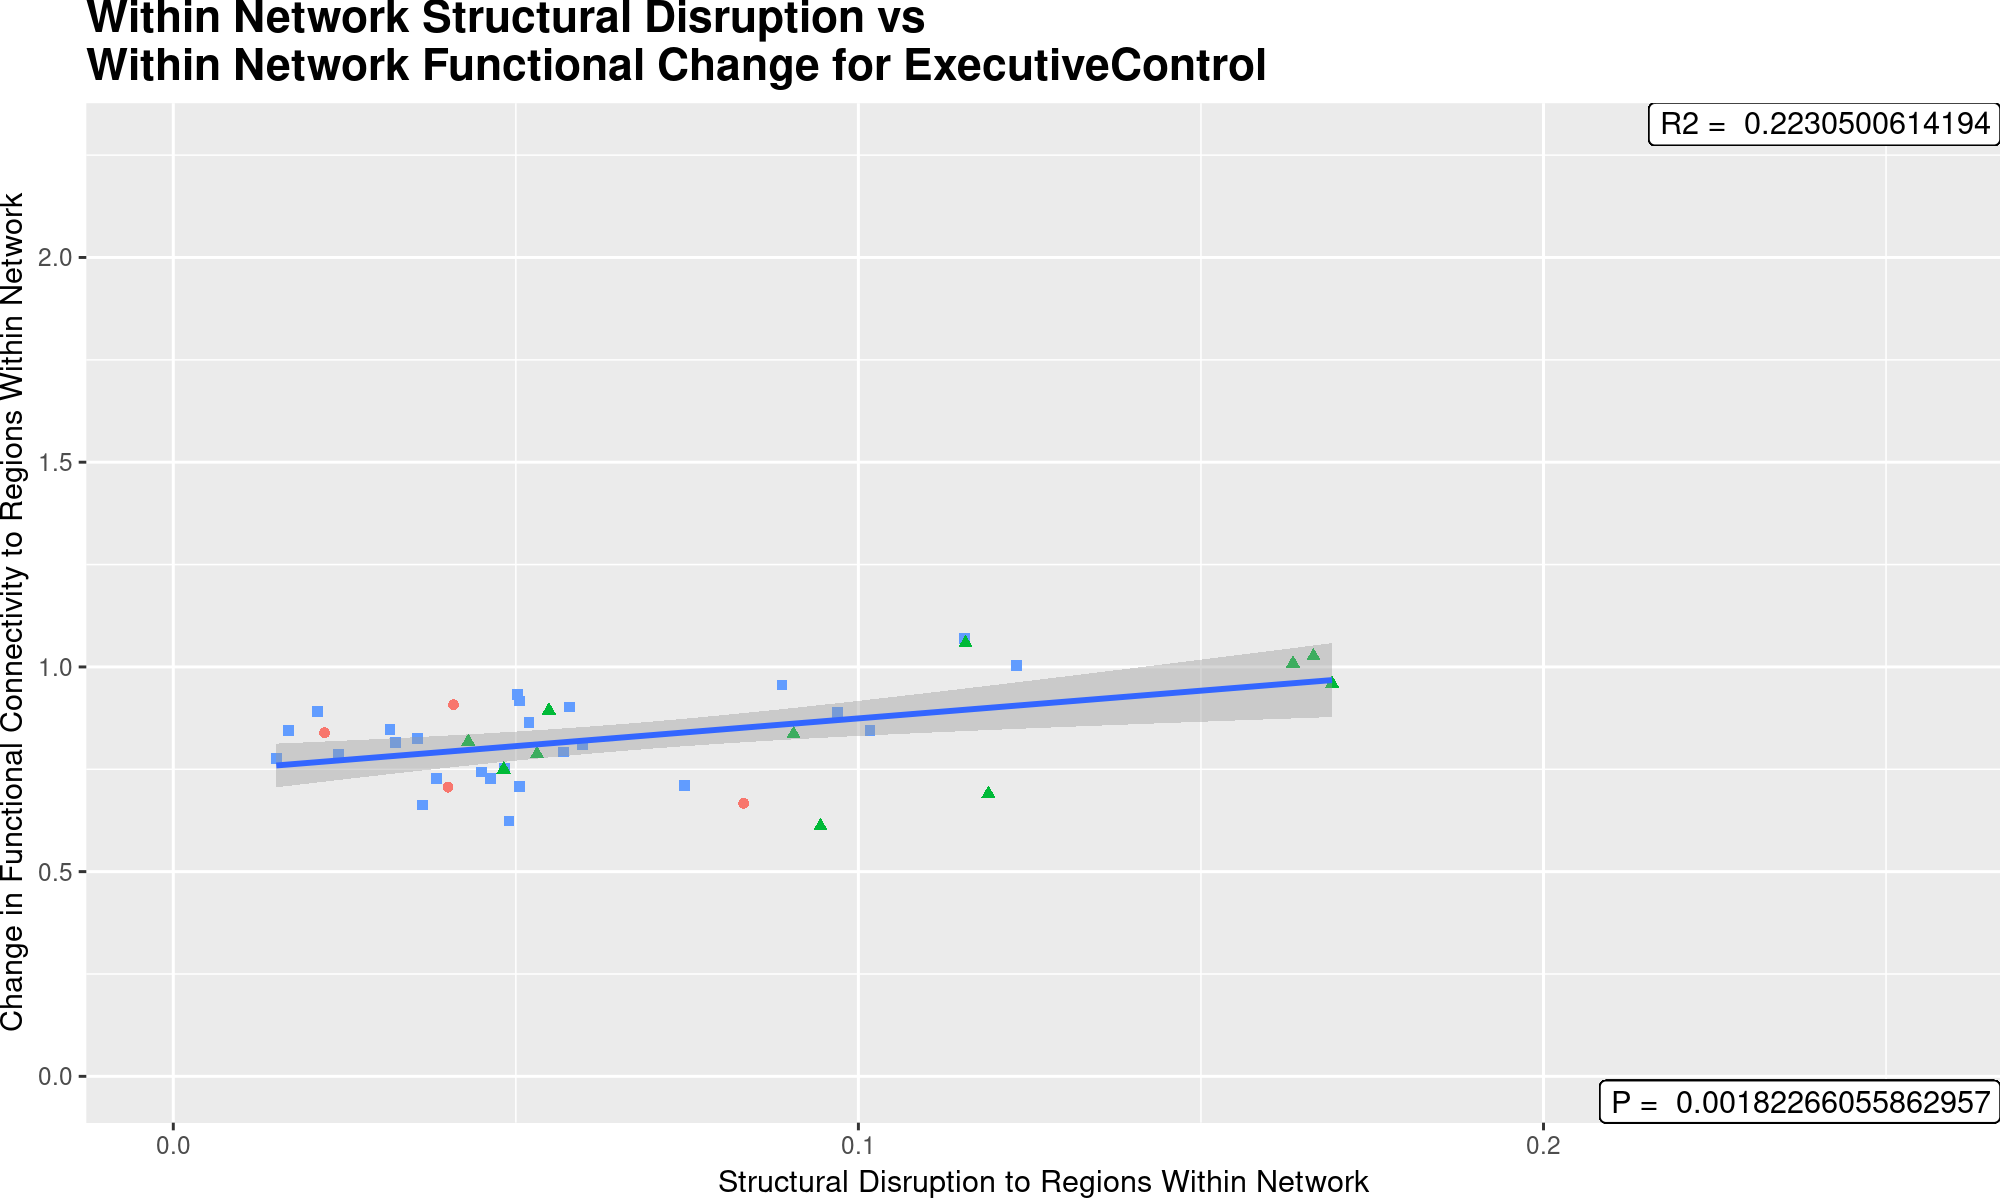 Within Network Structural Disruption vs
Within Network Functional Change for ExecutiveControl
R2 =  0.2230500614194
Change in Functional Connectivity to Regions Within Network
2.0
1.5
1.0
0.5
0.0
P =  0.00182266055862957
0.0
0.1
0.2
Structural Disruption to Regions Within Network